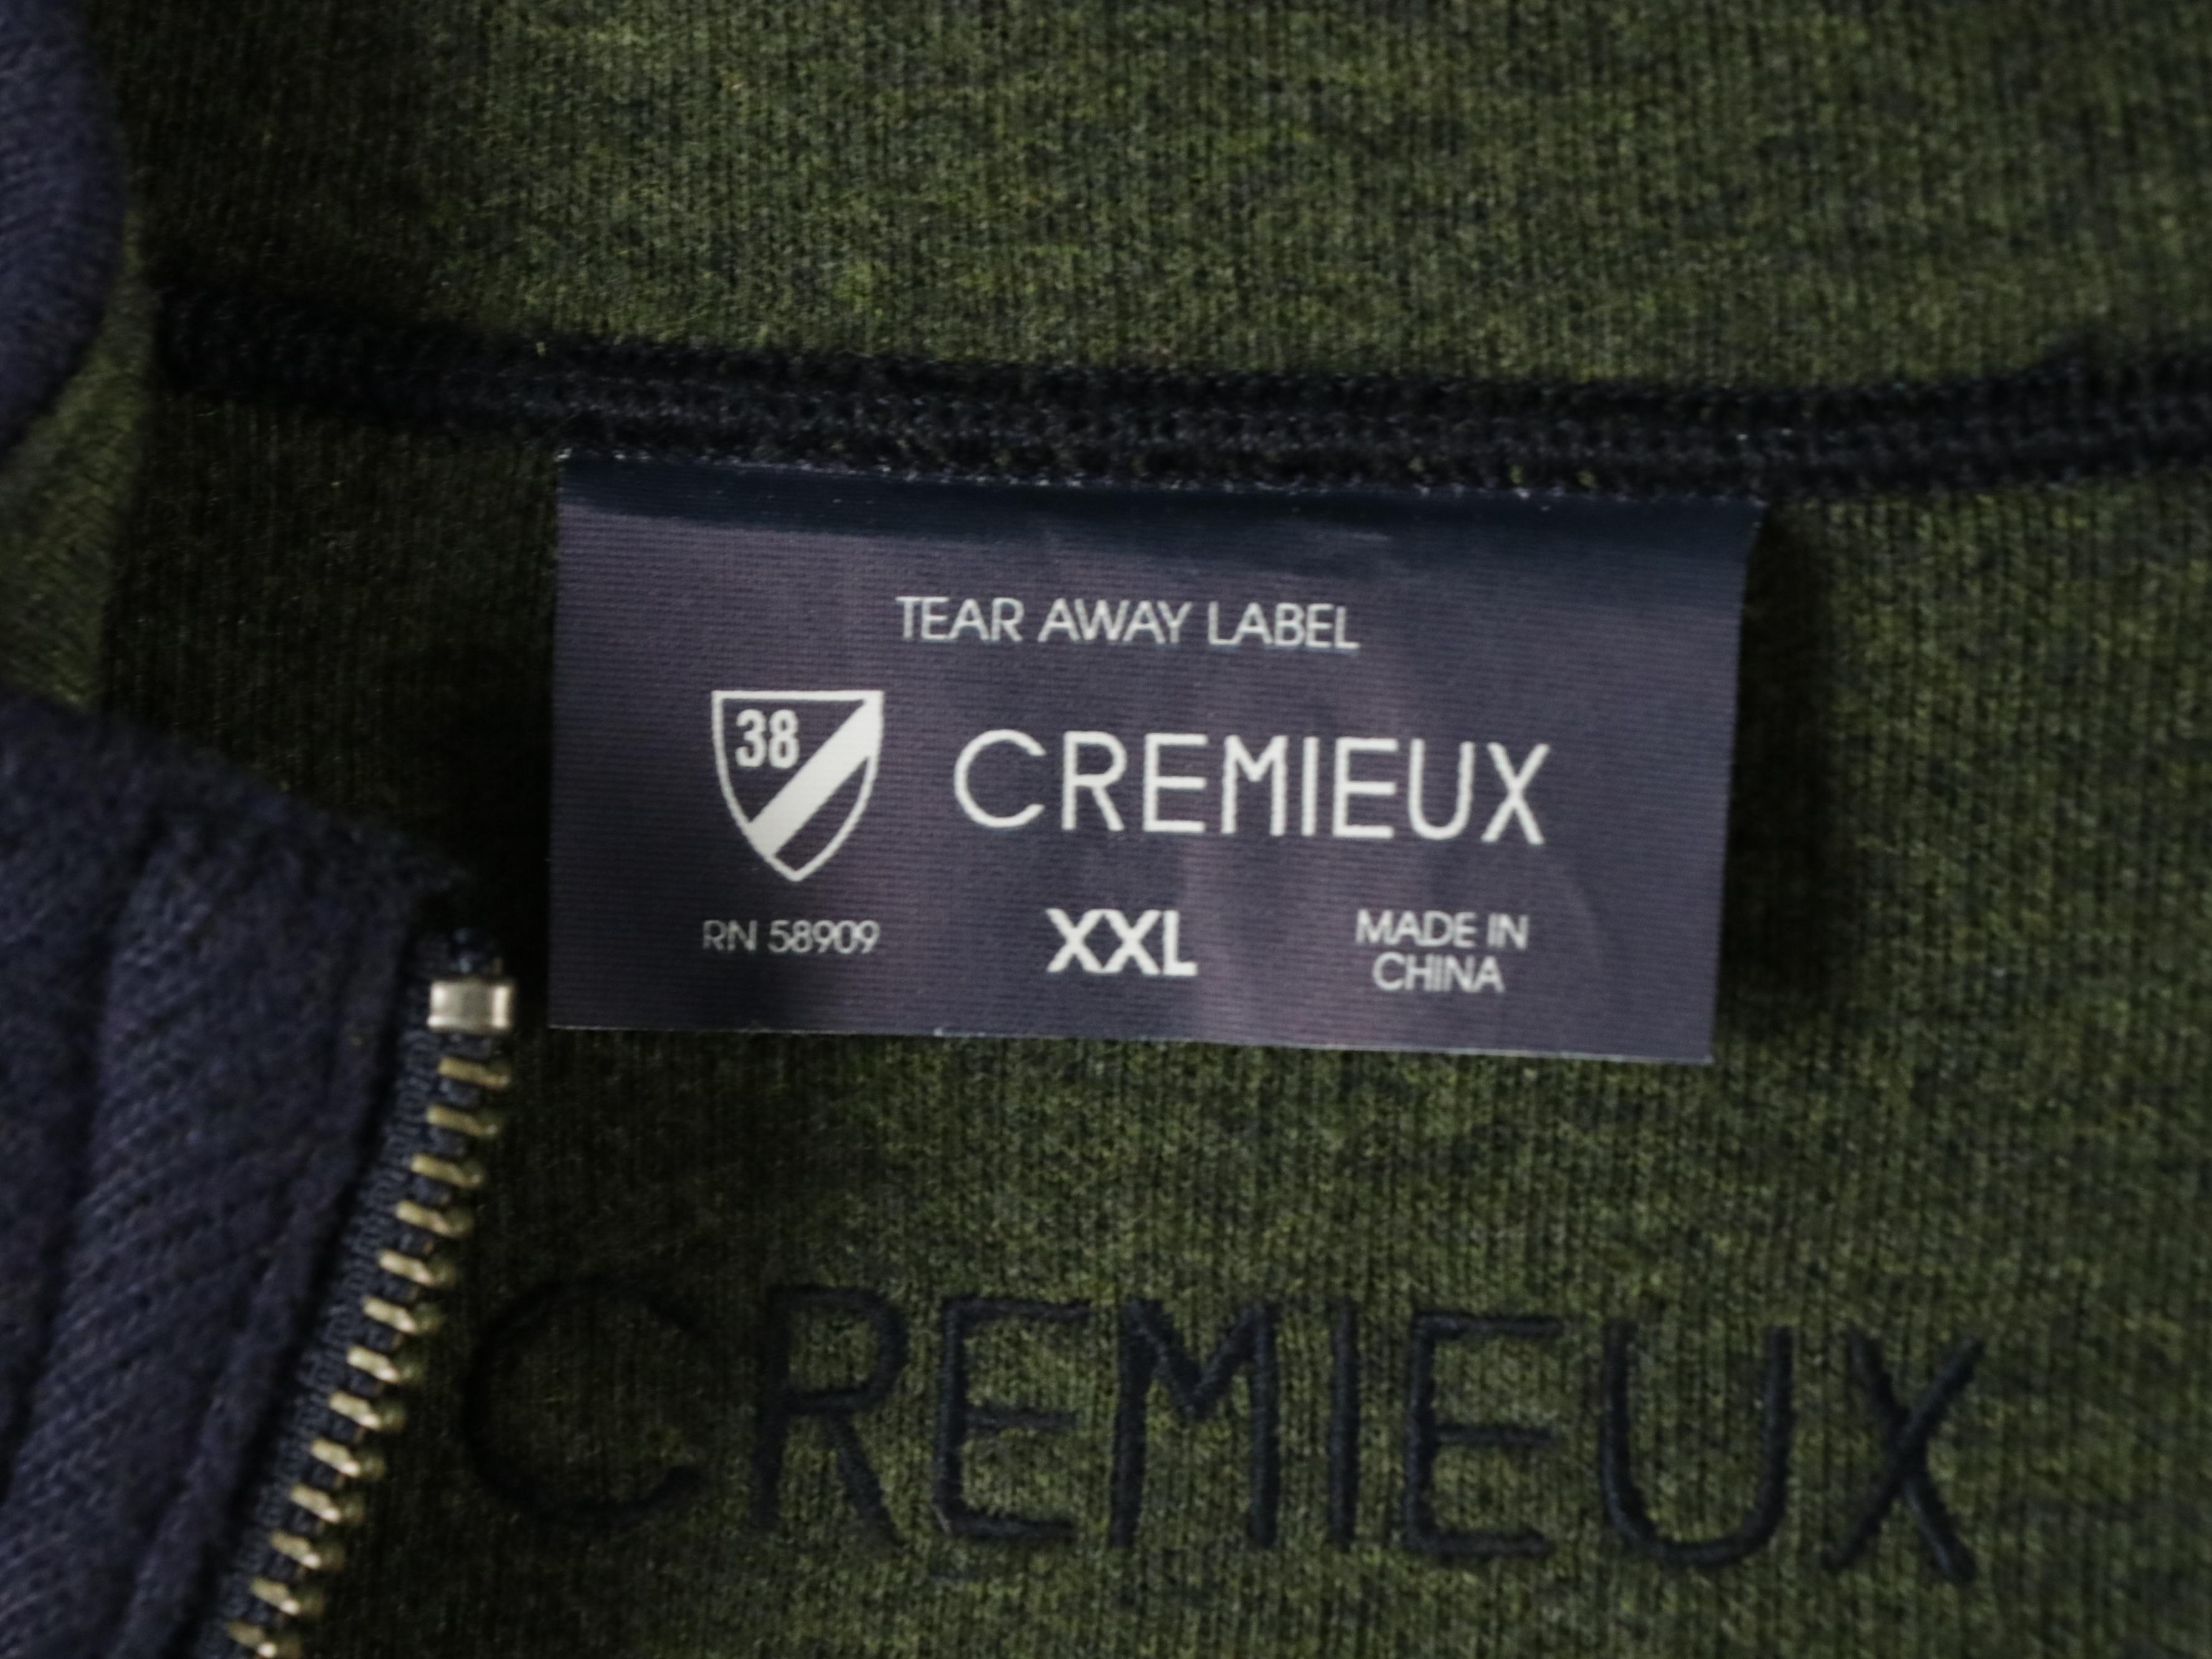 TEAR AWAY LABEL
38
CREMIEUX
RN 58909
XXL
MADE IN
CHINA
CREMIEUX